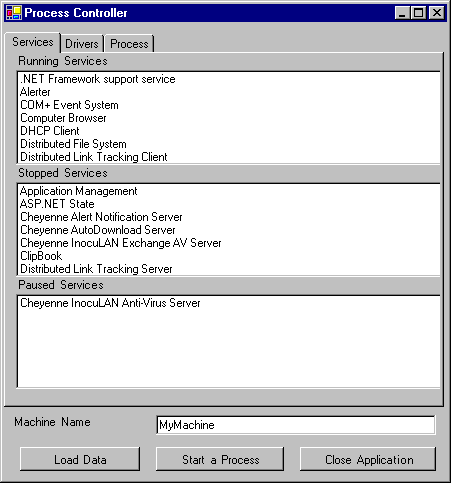 Process Controller
Services Drivers Process
Running Services
.NET Framework support service
Alerter
COM+ Event System
Computer Browser
DHCP Client
Distributed File System
Distributed Link Tracking Client
Stopped Services
Application Management
ASP.NET State
Cheyenne Alert Notification Server
Cheyenne AutoDownload Server
Cheyenne InocuLAN Exchange AV Server
ClipBook
Distributed Link Tracking Server
Paused Services
Cheyenne InocuLAN Anti-Virus Server
Machine Name MyMachine
Load Data Start a Process Close Application